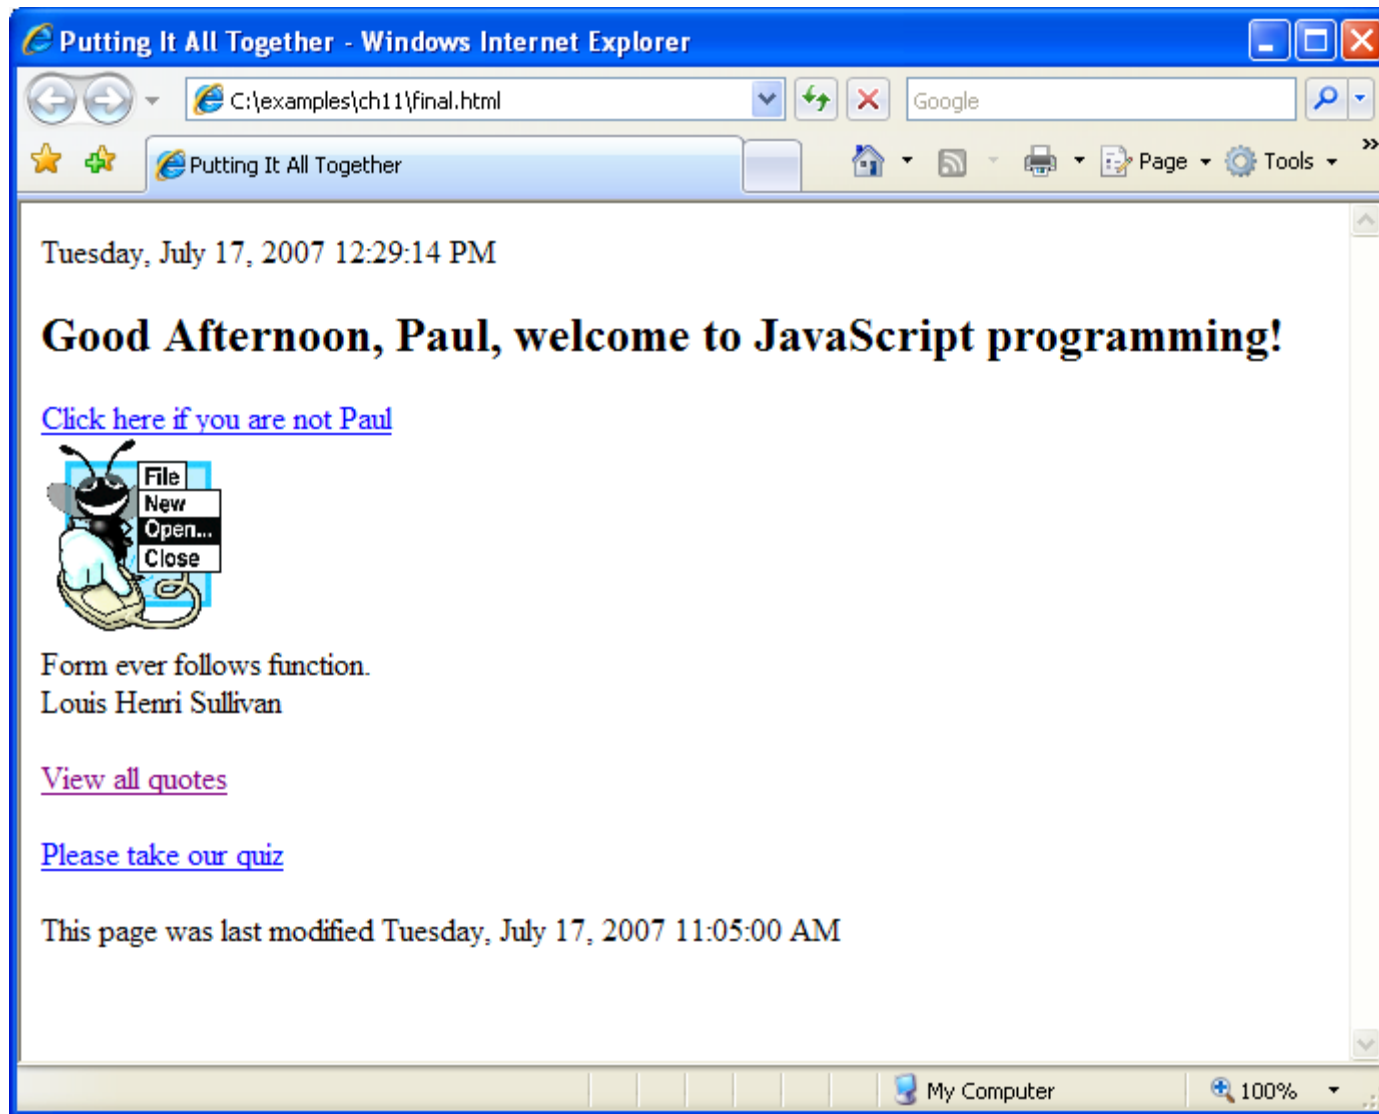 Putting It All Together - Windows Internet Explorer
C:\examples\ch11\final.html
Google
Putting It All Together
Page
Tools
»
Tuesday, July 17, 2007 12:29:14 PM
Good Afternoon, Paul, welcome to JavaScript programming!
Click here if you are not Paul
File
New
Open...
Close
Form ever follows function.
Louis Henri Sullivan
View all quotes
Please take our quiz
This page was last modified Tuesday, July 17, 2007 11:05:00 AM
My Computer
100%